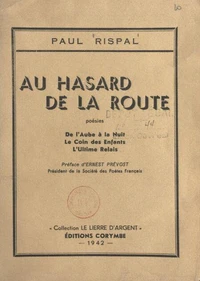 PAUL RISPAL
AU HASARD
DE LA ROUTE
poésies
De l'Aube à la Nuit
Le Coin des Enfants
L'Ultime Relais
Préface d'ERNEST PRÉVOST
Président de la Société des Poètes Français
« Collection LE LIERRE D'ARGENT »
ÉDITIONS CORYMBE
— 1942 —